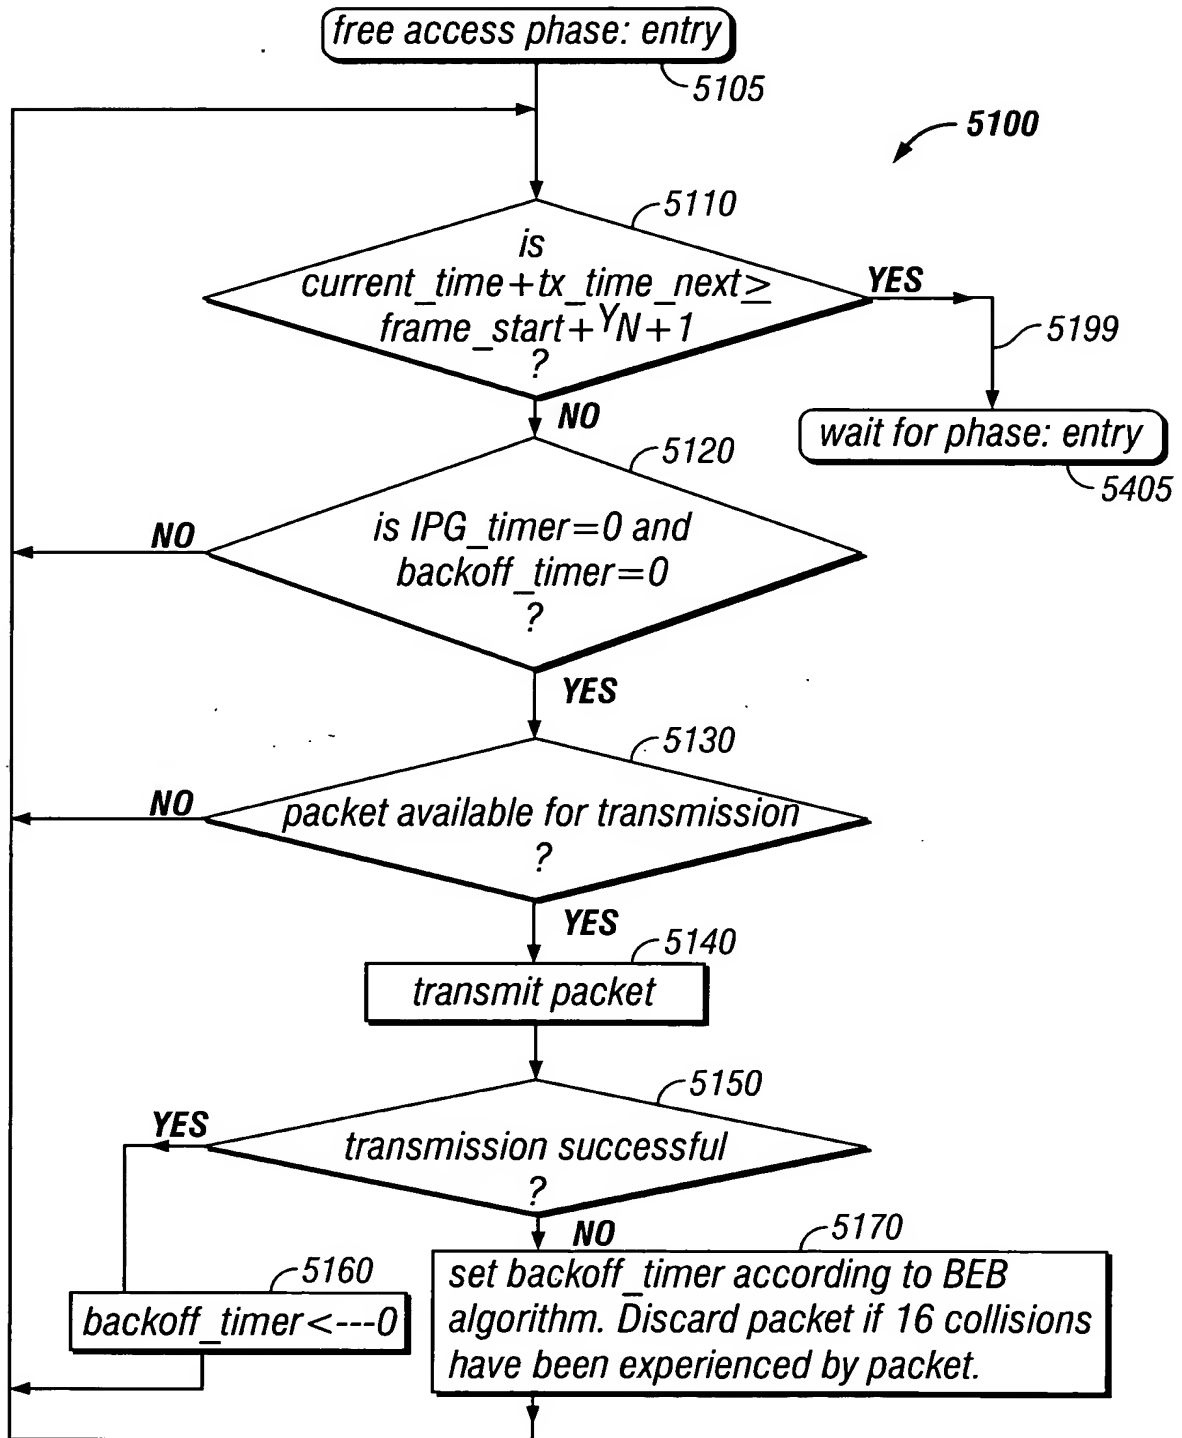 free access phase: entry
5105
5100
5110
is
current_time+tx_time_next≥
frame_start+YN+1
?
YES
5199
NO
wait for phase: entry
5405
5120
NO
is IPG_timer=0 and
backoff_timer=0
?
YES
5130
NO
packet available for transmission
?
YES
5140
transmit packet
5150
YES
transmission successful
?
NO
5170
5160
backoff_timer<---0
set backoff_timer according to BEB
algorithm. Discard packet if 16 collisions
have been experienced by packet.